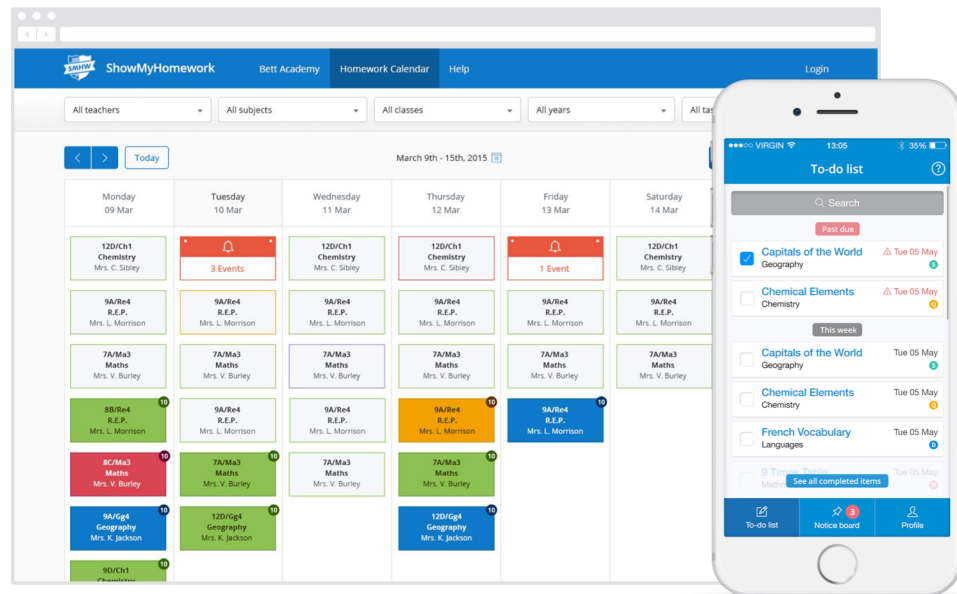 SMHW
ShowMyHomework
Bett Academy
Homework Calendar
Help
Login
All teachers
All subjects
All classes
All years
All tas
Today
March 9th - 15th, 2015
Monday
09 Mar
Tuesday
10 Mar
Wednesday
11 Mar
Thursday
12 Mar
Friday
13 Mar
Saturday
14 Mar
12D/Ch1
Chemistry
Mrs. C. Sibley
3 Events
12D/Ch1
Chemistry
Mrs. C. Sibley
12D/Ch1
Chemistry
Mrs. C. Sibley
1 Event
12D/Ch1
Chemistry
Mrs. C. Sibley
9A/Re4
R.E.P.
Mrs. L. Morrison
9A/Re4
R.E.P.
Mrs. L. Morrison
9A/Re4
R.E.P.
Mrs. L. Morrison
9A/Re4
R.E.P.
Mrs. L. Morrison
9A/Re4
R.E.P.
Mrs. L. Morrison
9A/Re4
R.E.P.
Mrs. L. Morrison
7A/Ma3
Maths
Mrs. V. Burley
7A/Ma3
Maths
Mrs. V. Burley
7A/Ma3
Maths
Mrs. V. Burley
7A/Ma3
Maths
Mrs. V. Burley
7A/Ma3
Maths
Mrs. V. Burley
7A/Ma3
Maths
Mrs. V. Burley
10
8B/Re4
R.E.P.
Mrs. L. Morrison
9A/Re4
R.E.P.
Mrs. L. Morrison
9A/Re4
R.E.P.
Mrs. L. Morrison
10
9A/Re4
R.E.P.
Mrs. L. Morrison
10
9A/Re4
R.E.P.
Mrs. L. Morrison
10
8C/Ma3
Maths
Mrs. V. Burley
10
7A/Ma3
Maths
Mrs. V. Burley
7A/Ma3
Maths
Mrs. V. Burley
10
7A/Ma3
Maths
Mrs. V. Burley
10
9A/Gg4
Geography
Mrs. K. Jackson
10
12D/Gg4
Geography
Mrs. K. Jackson
10
12D/Gg4
Geography
Mrs. K. Jackson
10
9D/Ch1
Chemistry
VIRGIN 13:05 35%
To-do list
?
Search
Past due
Capitals of the World Tue 05 May
Geography S
Chemical Elements Tue 05 May
Chemistry Q
This week
Capitals of the World Tue 05 May
Geography S
Chemical Elements Tue 05 May
Chemistry Q
French Vocabulary Tue 05 May
Languages D
9 Times Table Tue 05 May
See all completed items
To-do list
Notice board
3
Profile